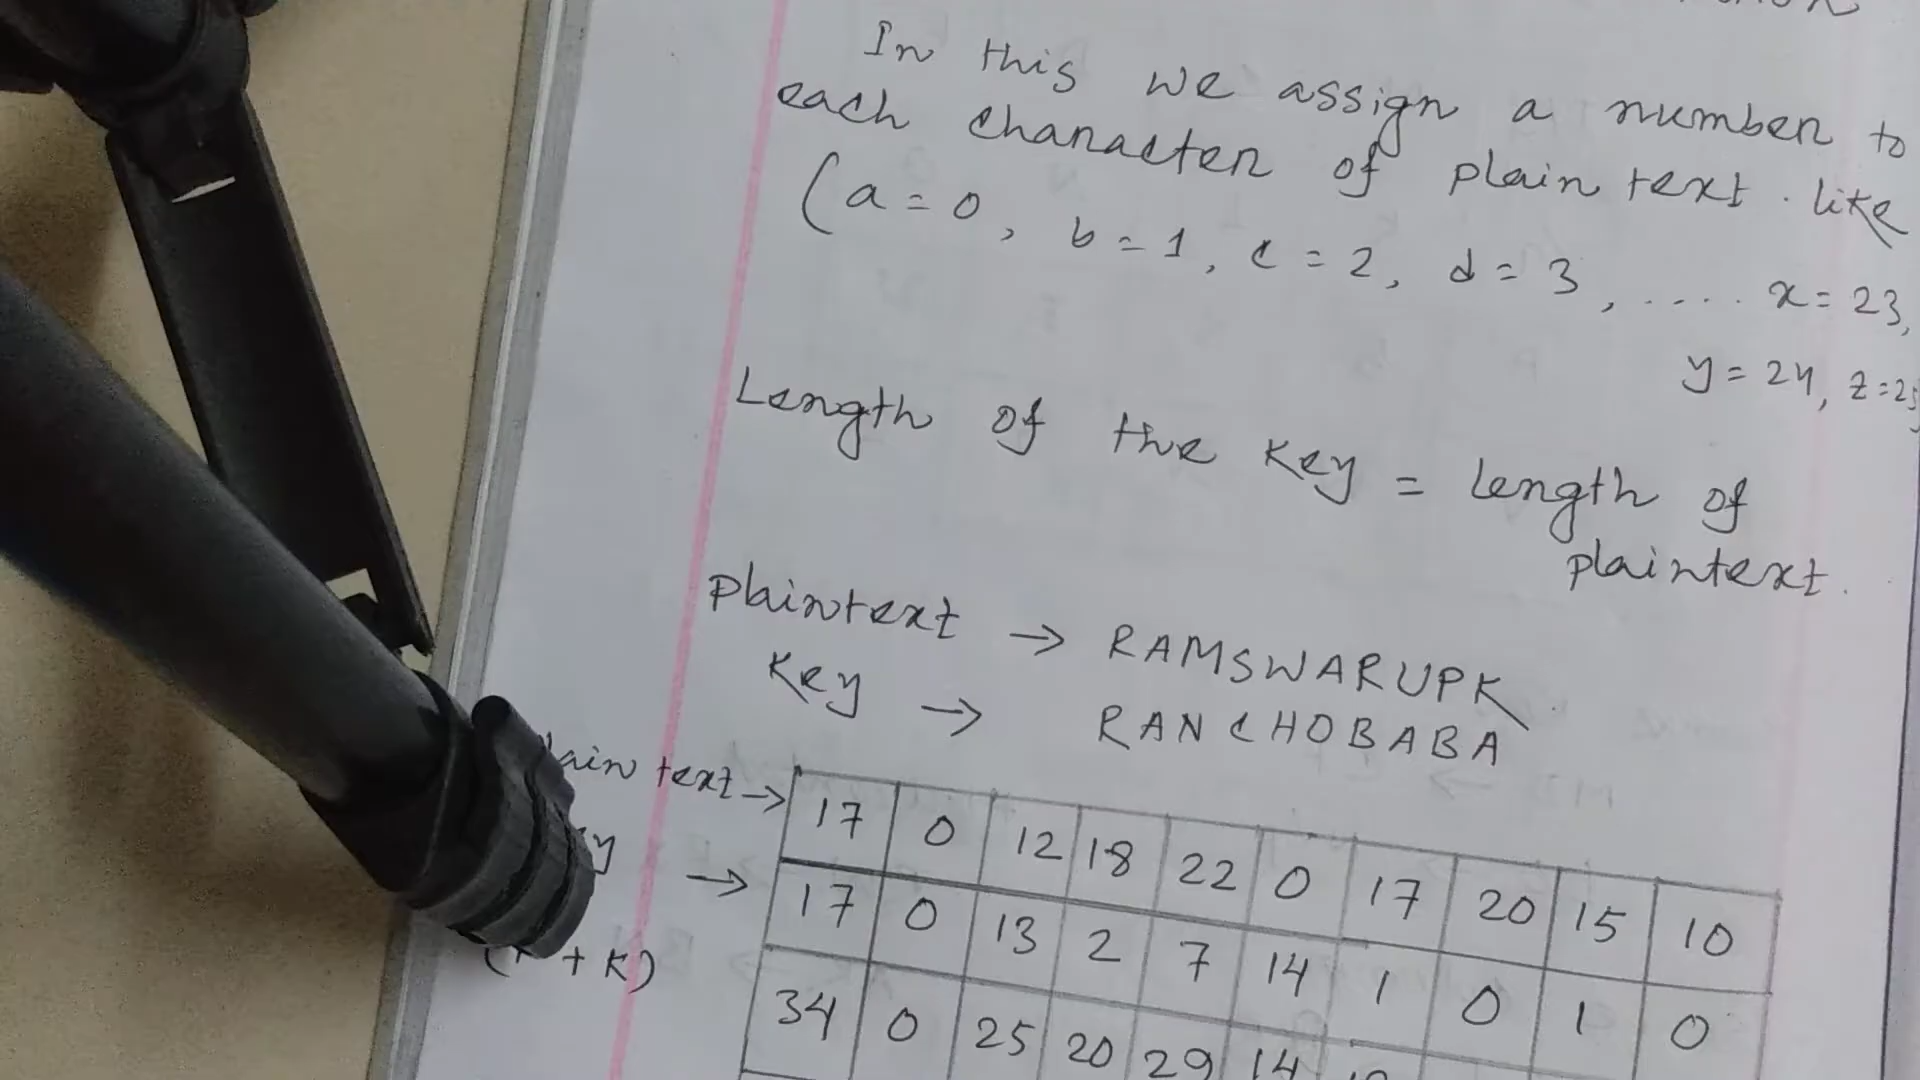 In this we assign a number to
each character of plain text. like
(a=0, b=1, c=2, d=3, .... x=23,
y=24, z=25
Length of the key = length of
plaintext.
plaintext → RAMSWARUPK
Key → RANCHOBABA
lain text → 17 0 12 18 22 0 17 20 15 10
y → 17 0 13 2 7 14 1 0 1 0
+ K) 34 0 25 20 29 14